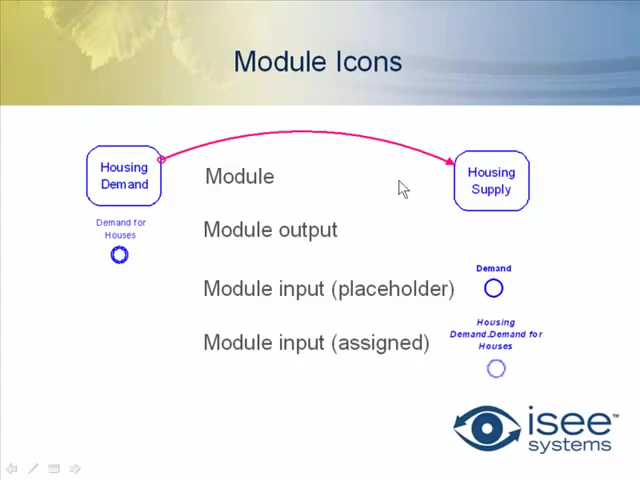 Module Icons
Housing
Demand
Module
Housing
Supply
Demand for
Houses
Module output
Module input (placeholder)
Demand
Module input (assigned)
Housing
Demand.Demand for
Houses
isee™
systems